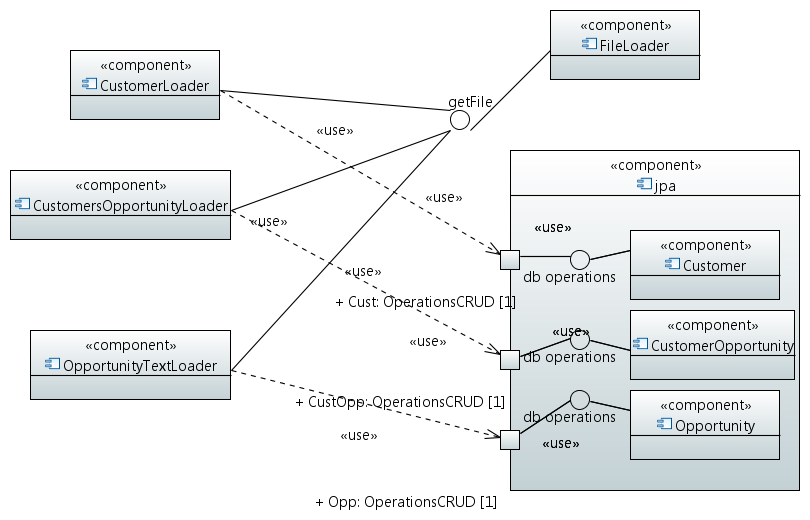 «component»
FileLoader
«component»
CustomerLoader
getFile
«use»
«component»
jpa
«component»
CustomersOpportunityLoader
«use»
«use»
«use»
«component»
Customer
db operations
«use»
+ Cust: OperationsCRUD [1]
«use»
«component»
CustomerOpportunity
db operations
«use»
«component»
OpportunityTextLoader
+ CustOpp: OperationsCRUD [1]
«component»
Opportunity
db operations
«use»
«use»
+ Opp: OperationsCRUD [1]